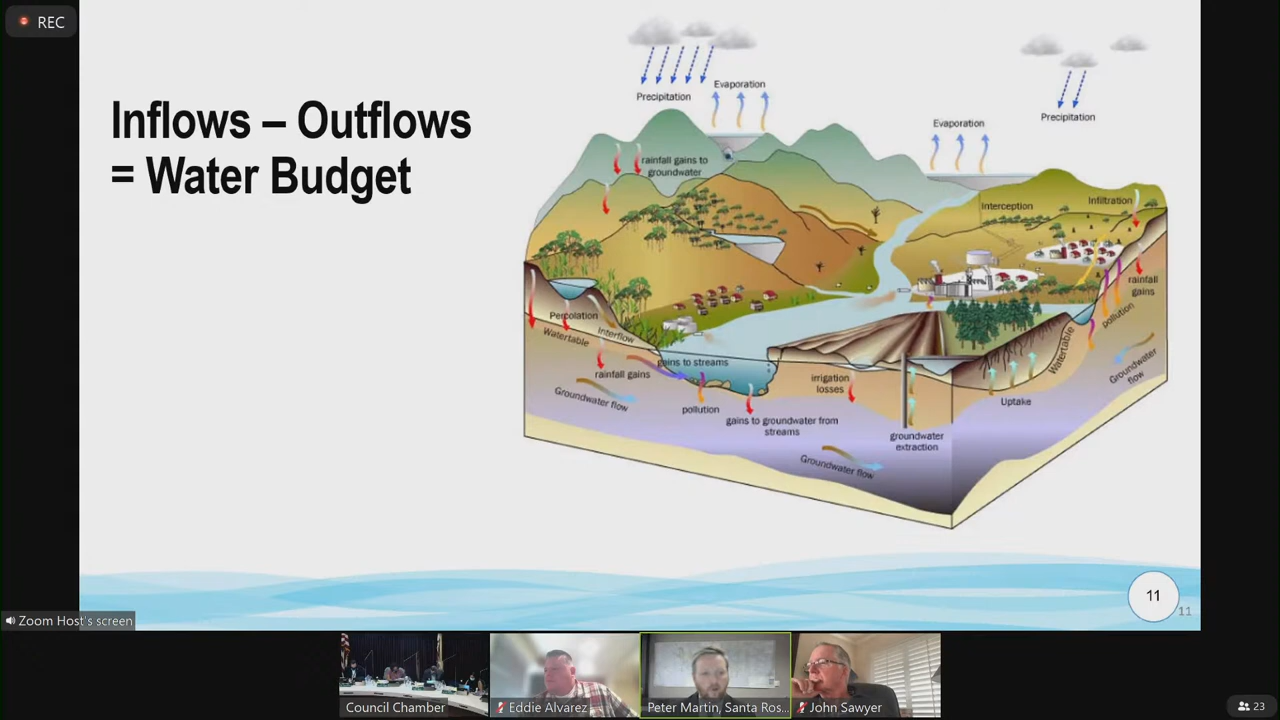 REC
Inflows – Outflows
= Water Budget
Precipitation
Evaporation
Precipitation
Evaporation
rainfall gains to
groundwater
Interception
Infiltration
rainfall
gains
pollution
Percolation
Watertable
Interflow
Watertable
Groundwater
flow
gains to streams
rainfall gains
irrigation
losses
Groundwater
flow
pollution
Uptake
gains to groundwater from
streams
groundwater
extraction
Groundwater flow
11
11
Zoom Host's screen
Council Chamber
Eddie Alvarez
Peter Martin, Santa Ros...
John Sawyer
23